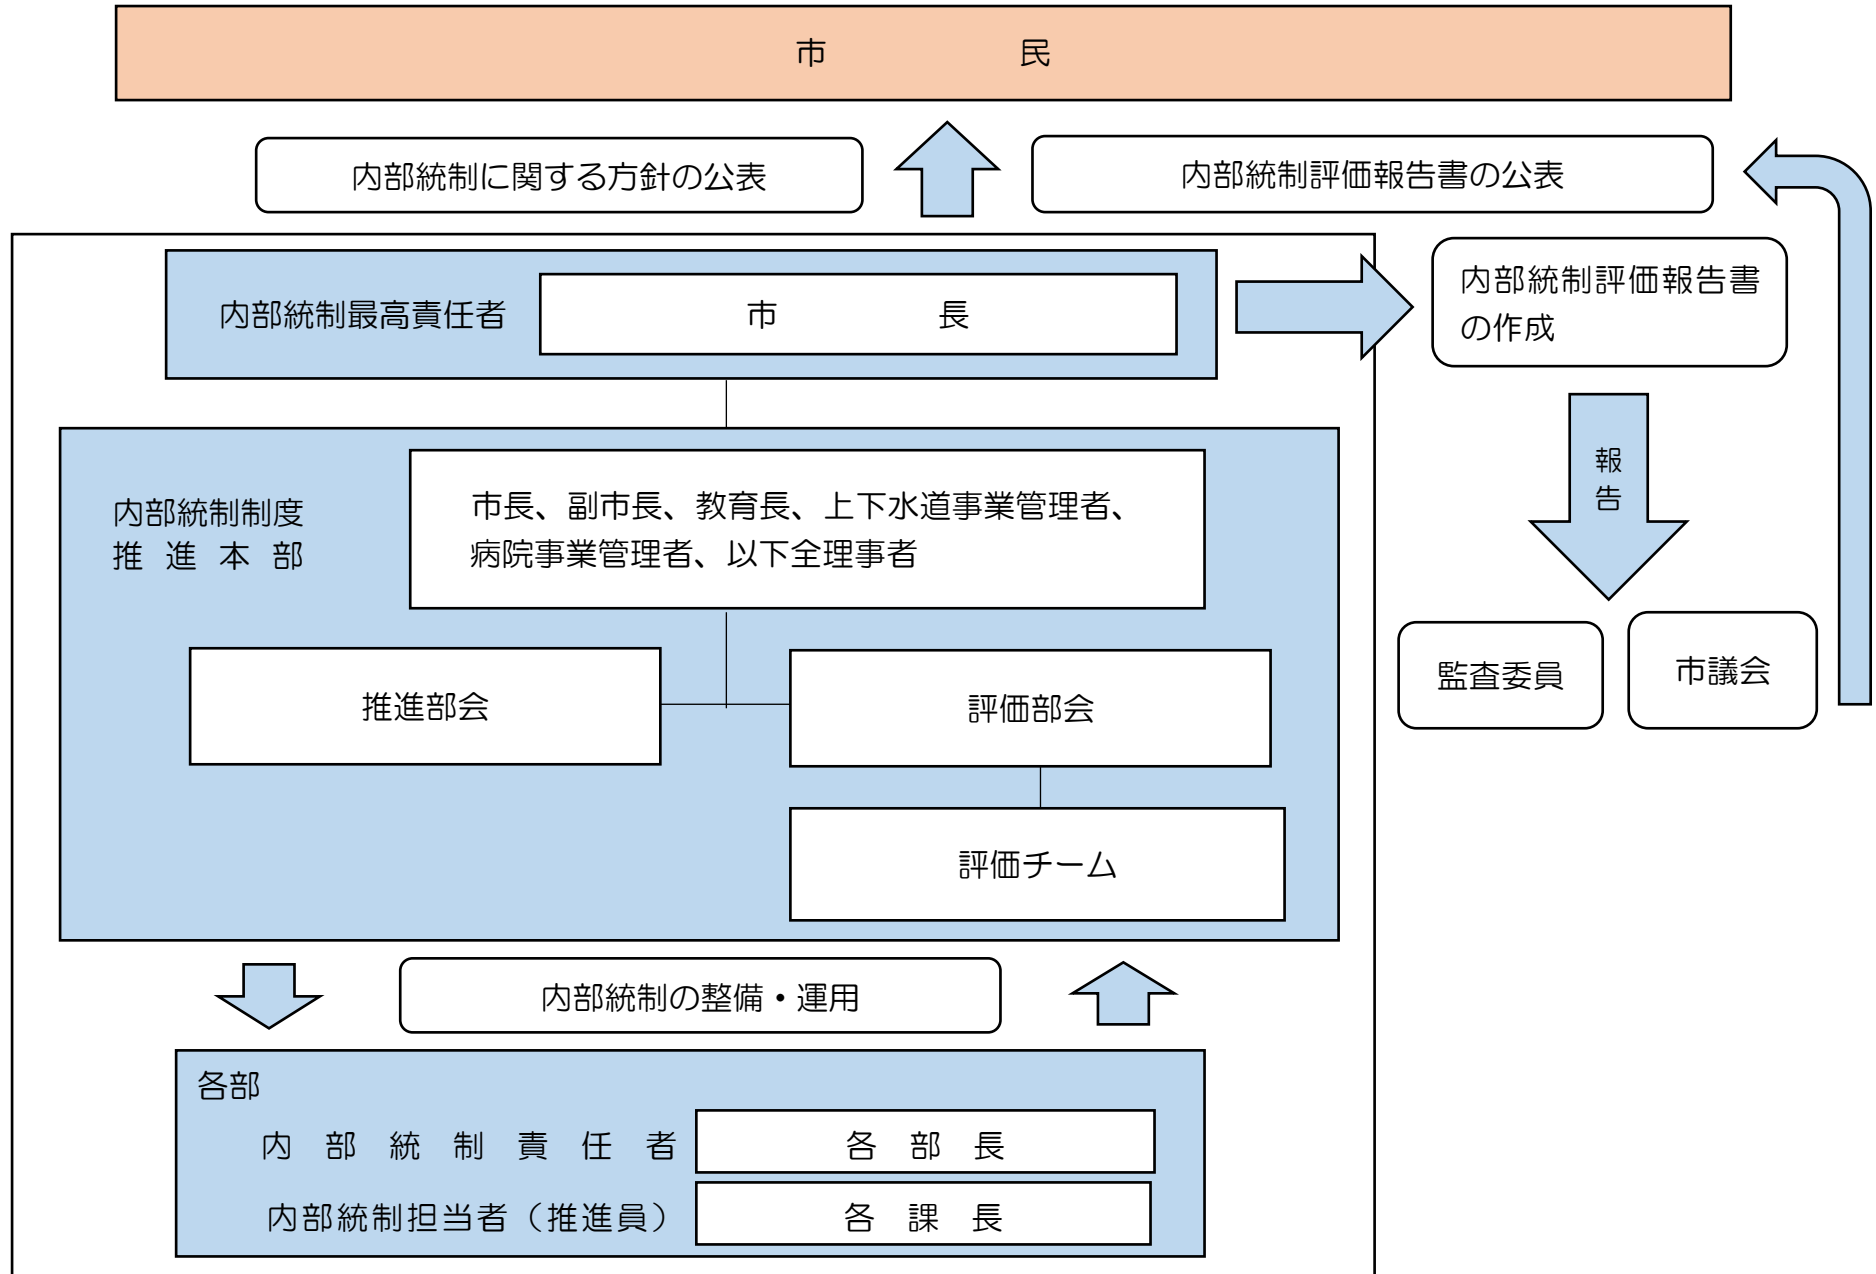 市民
内部統制に関する方針の公表
内部統制評価報告書の公表
内部統制最高責任者
市長
内部統制評価報告書
の作成
報告
内部統制制度
推進本部
市長、副市長、教育長、上下水道事業管理者、
病院事業管理者、以下全理事者
推進部会
評価部会
評価チーム
監査委員
市議会
内部統制の整備・運用
各部
内部統制責任者
各部長
内部統制担当者（推進員）
各課長